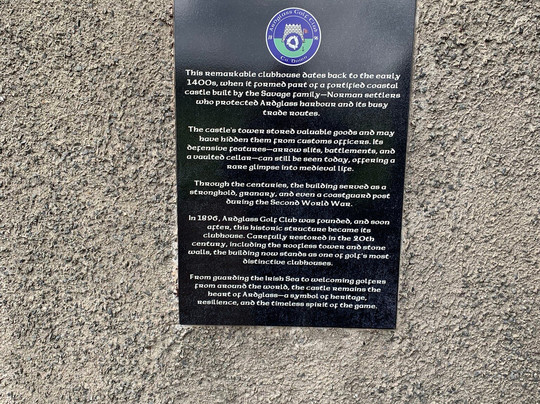 Ardglass Golf Club
Co. Down
This remarkable clubhouse dates back to the early
1400s, when it formed part of a fortified coastal
castle built by the Savage family—Norman settlers
who protected Ardglass harbour and its busy
trade routes.
The castle's tower stored valuable goods and may
have hidden them from customs officers. Its
defensive features—arrow slits, battlements, and
a vaulted cellar—can still be seen today, offering a
rare glimpse into medieval life.
Through the centuries, the building served as a
stronghold, granary, and even a coastguard post
during the Second World War.
In 1896, Ardglass Golf Club was founded, and soon
after, this historic structure became its
clubhouse. Carefully restored in the 20th
century, including the roofless tower and stone
walls, the building now stands as one of golf's most
distinctive clubhouses.
From guarding the Irish Sea to welcoming golfers
from around the world, the castle remains the
heart of Ardglass—a symbol of heritage,
resilience, and the timeless spirit of the game.